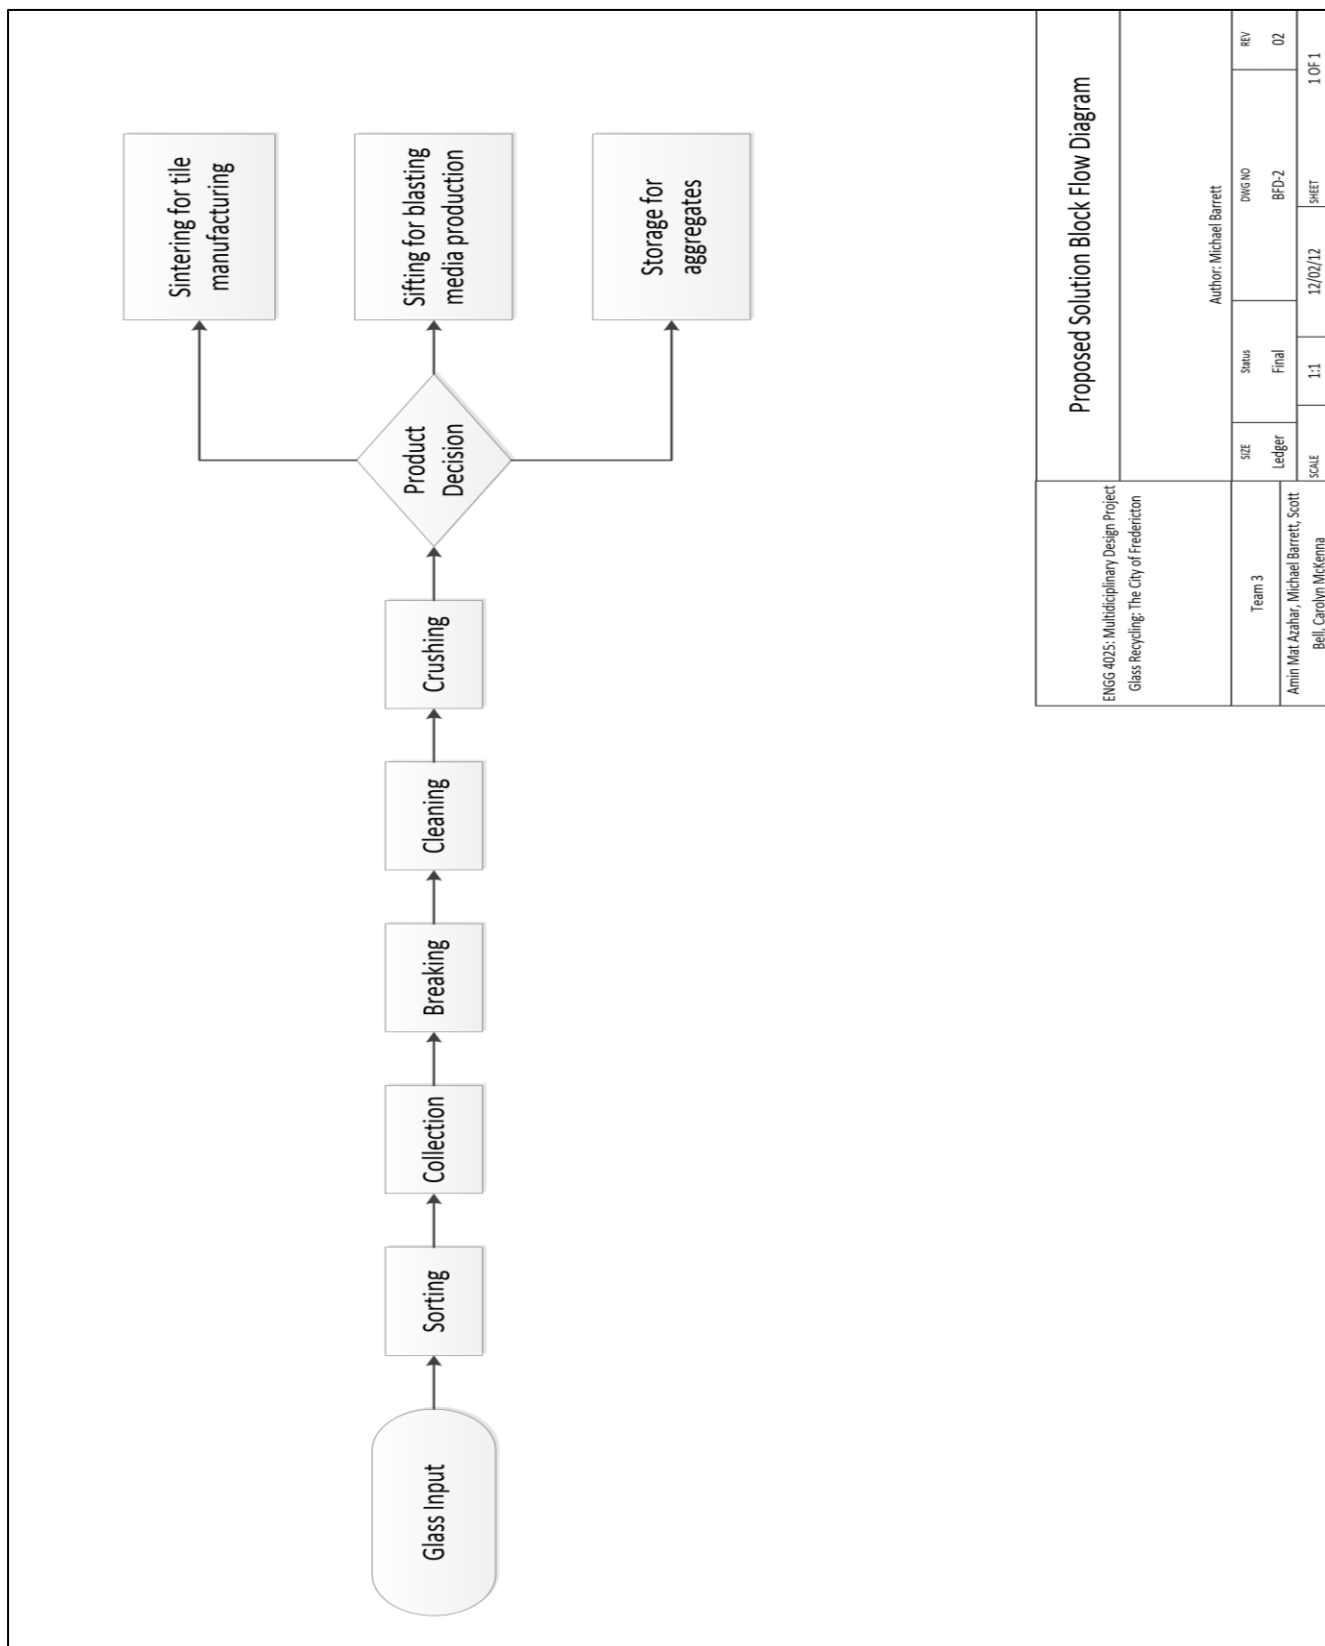 Glass Input
Sorting
Collection
Breaking
Cleaning
Crushing
Product
Decision
Sintering for tile
manufacturing
Sifting for blasting
media production
Storage for
aggregates
ENGG 4025: Multidiciplinary Design Project
Glass Recycling: The City of Fredericton
Proposed Solution Block Flow Diagram
Author: Michael Barrett
Team 3
Amin Mat Azahar, Michael Barrett, Scott
Bell, Carolyn McKenna
SIZE
Ledger
Status
Final
DWG NO
BFD-2
REV
02
SCALE
1:1
12/02/12
SHEET
1 OF 1